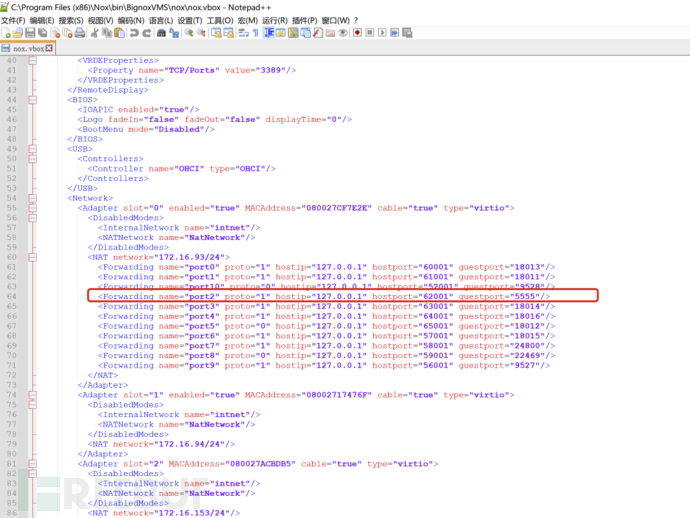 C:\Program Files (x86)\Nox\bin\BignoxVMS\nox\nox.vbox - Notepad++
文件(F) 编辑(E) 搜索(S) 视图(V) 编码(N) 语言(L) 设置(T) 工具(O) 宏(M) 运行(R) 插件(P) 窗口(W) ?
nox.vbox
40 <VRDEProperties>
41 <Property name="TCP/Ports" value="3389"/>
42 </VRDEProperties>
43 </RemoteDisplay>
44 <BIOS>
45 <IOAPIC enabled="true"/>
46 <Logo fadeIn="false" fadeOut="false" displayTime="0"/>
47 <BootMenu mode="Disabled"/>
48 </BIOS>
49 <USB>
50 <Controllers>
51 <Controller name="OHCI" type="OHCI"/>
52 </Controllers>
53 </USB>
54 <Network>
55 <Adapter slot="0" enabled="true" MACAddress="080027CF7E2E" cable="true" type="virtio">
56 <DisabledModes>
57 <InternalNetwork name="intnet"/>
58 <NATNetwork name="NatNetwork"/>
59 </DisabledModes>
60 <NAT network="172.16.93/24">
61 <Forwarding name="port0" proto="1" hostip="127.0.0.1" hostport="60001" guestport="18013"/>
62 <Forwarding name="port1" proto="1" hostip="127.0.0.1" hostport="61001" guestport="18011"/>
63 <Forwarding name="port10" proto="0" hostip="127.0.0.1" hostport="52001" guestport="9528"/>
64 <Forwarding name="port2" proto="1" hostip="127.0.0.1" hostport="62001" guestport="5555"/>
65 <Forwarding name="port3" proto="1" hostip="127.0.0.1" hostport="63001" guestport="18014"/>
66 <Forwarding name="port4" proto="1" hostip="127.0.0.1" hostport="64001" guestport="18016"/>
67 <Forwarding name="port5" proto="0" hostip="127.0.0.1" hostport="65001" guestport="18012"/>
68 <Forwarding name="port6" proto="1" hostip="127.0.0.1" hostport="57001" guestport="18015"/>
69 <Forwarding name="port7" proto="1" hostip="127.0.0.1" hostport="58001" guestport="24800"/>
70 <Forwarding name="port8" proto="0" hostip="127.0.0.1" hostport="59001" guestport="22469"/>
71 <Forwarding name="port9" proto="1" hostip="127.0.0.1" hostport="56001" guestport="9527"/>
72 </NAT>
73 </Adapter>
74 <Adapter slot="1" enabled="true" MACAddress="08002717476F" cable="true" type="virtio">
75 <DisabledModes>
76 <InternalNetwork name="intnet"/>
77 <NATNetwork name="NatNetwork"/>
78 </DisabledModes>
79 <NAT network="172.16.94/24"/>
80 </Adapter>
81 <Adapter slot="2" MACAddress="080027ACBDB5" cable="true" type="virtio">
82 <DisabledModes>
83 <InternalNetwork name="intnet"/>
84 <NATNetwork name="NatNetwork"/>
85 </DisabledModes>
86 <NAT network="172.16.153/24"/>